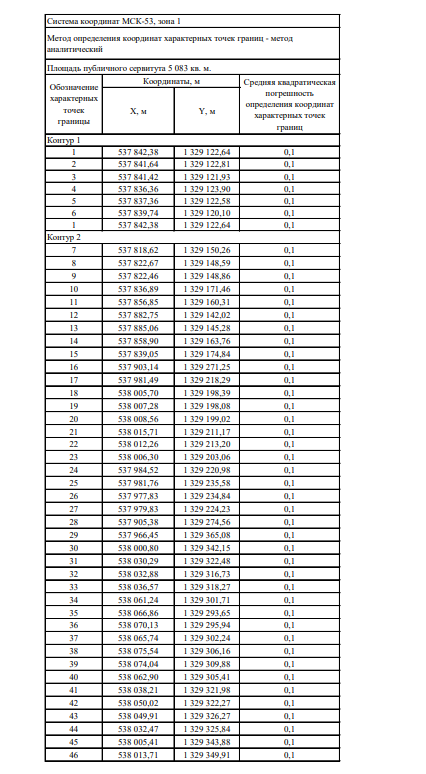 Система координат МСК-53, зона 1
Метод определения координат характерных точек границ - метод
аналитический
Площадь публичного сервитута 5 083 кв. м.
Обозначение характерных точек границы Координаты, м Средняя квадратическая погрешность определения координат характерных точек границ
X, м Y, м
Контур 1
1 537 842,38 1 329 122,64 0,1
2 537 841,64 1 329 122,81 0,1
3 537 841,42 1 329 121,93 0,1
4 537 836,36 1 329 123,90 0,1
5 537 837,36 1 329 122,58 0,1
6 537 839,74 1 329 120,10 0,1
1 537 842,38 1 329 122,64 0,1
Контур 2
7 537 818,62 1 329 150,26 0,1
8 537 822,67 1 329 148,59 0,1
9 537 822,46 1 329 148,86 0,1
10 537 836,89 1 329 171,46 0,1
11 537 856,85 1 329 160,31 0,1
12 537 882,75 1 329 142,02 0,1
13 537 885,06 1 329 145,28 0,1
14 537 858,90 1 329 163,76 0,1
15 537 839,05 1 329 174,84 0,1
16 537 903,14 1 329 271,25 0,1
17 537 981,49 1 329 218,29 0,1
18 538 005,70 1 329 198,39 0,1
19 538 007,28 1 329 198,08 0,1
20 538 008,56 1 329 199,02 0,1
21 538 015,71 1 329 211,17 0,1
22 538 012,26 1 329 213,20 0,1
23 538 006,30 1 329 203,06 0,1
24 537 984,52 1 329 220,98 0,1
25 537 981,76 1 329 235,58 0,1
26 537 977,83 1 329 234,84 0,1
27 537 979,83 1 329 224,23 0,1
28 537 905,38 1 329 274,56 0,1
29 537 966,45 1 329 365,08 0,1
30 538 000,80 1 329 342,15 0,1
31 538 030,29 1 329 322,48 0,1
32 538 032,88 1 329 316,73 0,1
33 538 036,57 1 329 318,27 0,1
34 538 061,24 1 329 301,71 0,1
35 538 066,86 1 329 293,65 0,1
36 538 070,13 1 329 295,94 0,1
37 538 065,74 1 329 302,24 0,1
38 538 075,54 1 329 306,16 0,1
39 538 074,04 1 329 309,88 0,1
40 538 062,90 1 329 305,41 0,1
41 538 038,21 1 329 321,98 0,1
42 538 050,02 1 329 322,27 0,1
43 538 049,91 1 329 326,27 0,1
44 538 032,47 1 329 325,84 0,1
45 538 005,41 1 329 343,88 0,1
46 538 013,71 1 329 349,91 0,1